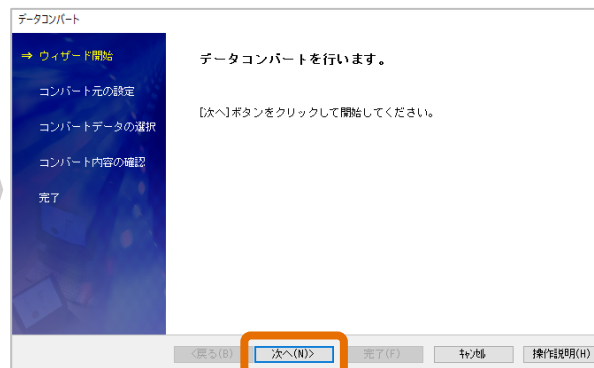 データコンバート
⇒ ウィザード開始
コンバート元の設定
コンバートデータの選択
コンバート内容の確認
完了
データコンバートを行います。
[次へ]ボタンをクリックして開始してください。
<戻る(B) 次へ(N)> 完了(F) ｷｬﾝｾﾙ 操作説明(H)